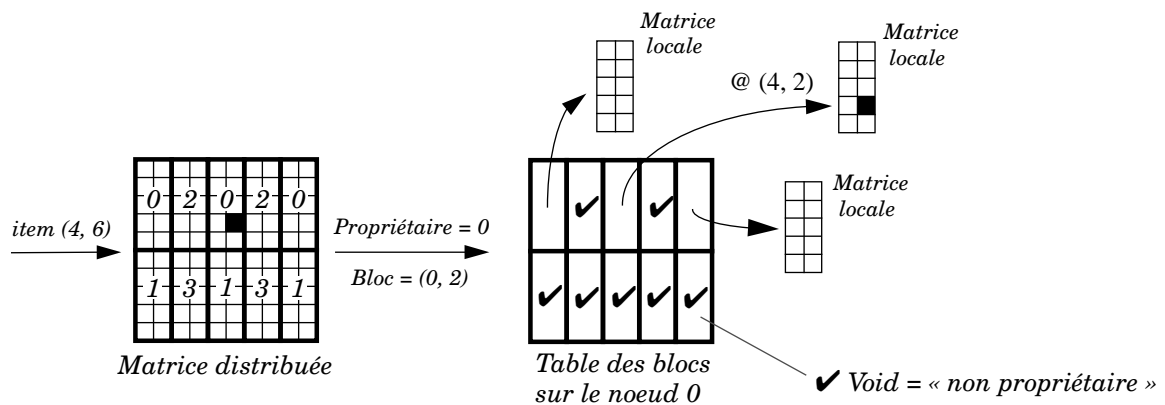 item (4, 6)
0 2 0 2 0
1 3 1 3 1
Matrice distribuée
Propriétaire = 0
Bloc = (0, 2)
Matrice
locale
@ (4, 2)
Matrice
locale
Matrice
locale
Table des blocs
sur le noeud 0
✔ Void = « non propriétaire »